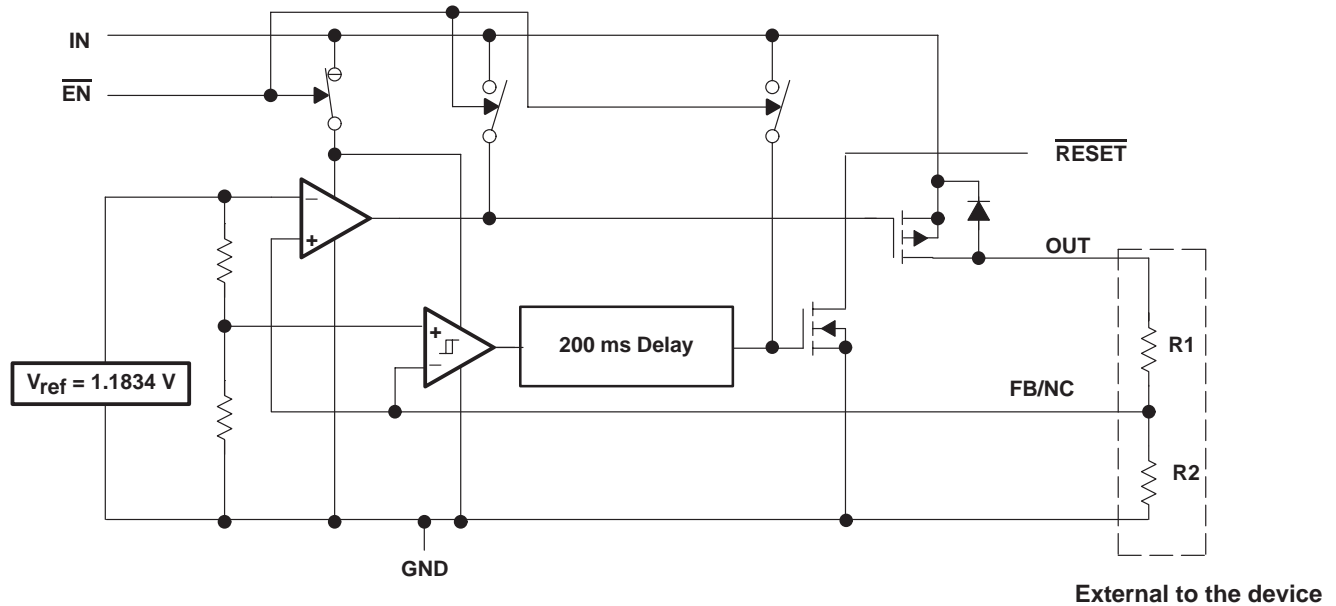 IN
EN
RESET
OUT
−
+
+
−
200 ms Delay
R1
Vref = 1.1834 V
FB/NC
R2
GND
External to the device